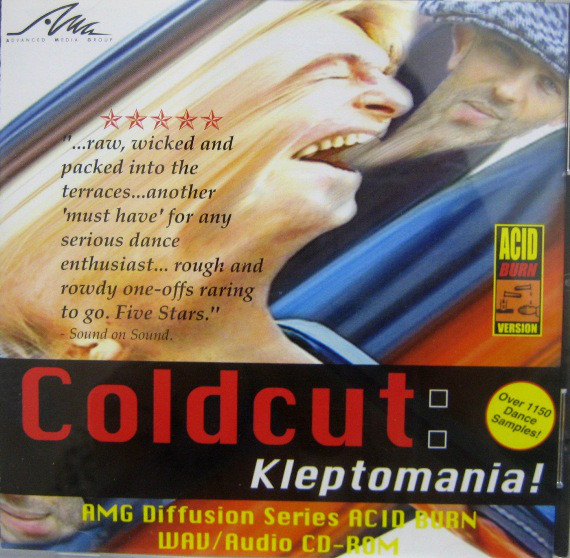 ADVANCED MEDIA GROUP
"...raw, wicked and
packed into the
terraces...another
'must have' for any
serious dance
enthusiast... rough and
rowdy one-offs raring
to go. Five Stars."
- Sound on Sound.
ACID
BURN
VERSION
Coldcut:
Over 1150
Dance
Samples!
Kleptomania!
AMG Diffusion Series ACID BURN
WAV/Audio CD-ROM